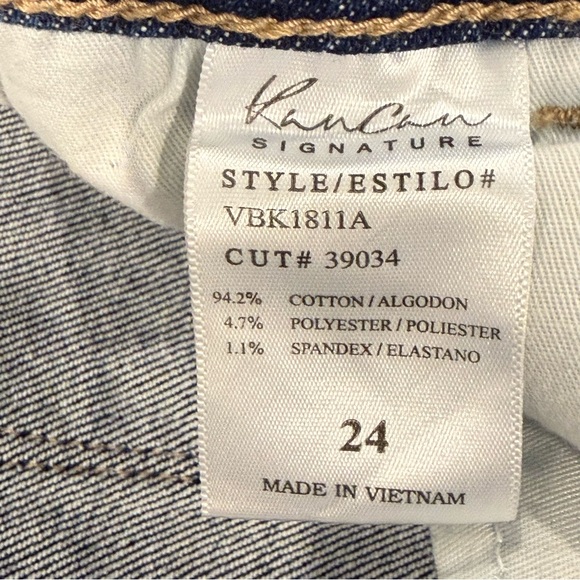 KanCan
SIGNATURE
STYLE/ESTILO#
VBK1811A
CUT# 39034
94.2% COTTON / ALGODON
4.7% POLYESTER / POLIESTER
1.1% SPANDEX / ELASTANO
24
MADE IN VIETNAM